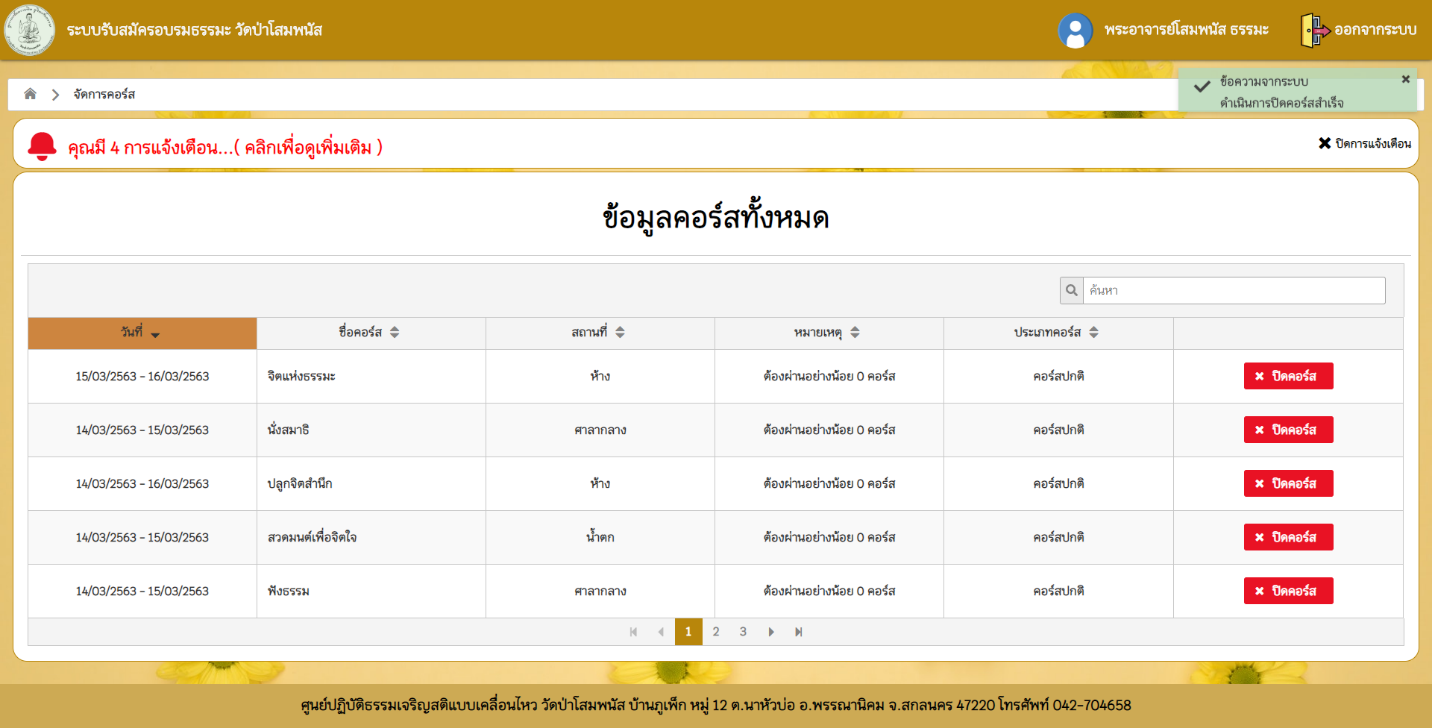 ระบบรับสมัครอบรมธรรมะ วัดป่าโสมพนัส
พระอาจารย์โสมพนัส ธรรมะ
ออกจากระบบ
จัดการคอร์ส
ข้อความจากระบบ
ดำเนินการปิดคอร์สสำเร็จ
คุณมี 4 การแจ้งเตือน...( คลิกเพื่อดูเพิ่มเติม )
ปิดการแจ้งเตือน
ข้อมูลคอร์สทั้งหมด
ค้นหา
วันที่ ชื่อคอร์ส สถานที่ หมายเหตุ ประเภทคอร์ส
15/03/2563 - 16/03/2563 จิตแห่งธรรมะ ห้าง ต้องผ่านอย่างน้อย 0 คอร์ส คอร์สปกติ ปิดคอร์ส
14/03/2563 - 15/03/2563 นั่งสมาธิ ศาลากลาง ต้องผ่านอย่างน้อย 0 คอร์ส คอร์สปกติ ปิดคอร์ส
14/03/2563 - 16/03/2563 ปลูกจิตสำนึก ห้าง ต้องผ่านอย่างน้อย 0 คอร์ส คอร์สปกติ ปิดคอร์ส
14/03/2563 - 15/03/2563 สวดมนต์เพื่อจิตใจ น้ำตก ต้องผ่านอย่างน้อย 0 คอร์ส คอร์สปกติ ปิดคอร์ส
14/03/2563 - 15/03/2563 ฟังธรรม ศาลากลาง ต้องผ่านอย่างน้อย 0 คอร์ส คอร์สปกติ ปิดคอร์ส
1 2 3
ศูนย์ปฏิบัติธรรมเจริญสติแบบเคลื่อนไหว วัดป่าโสมพนัส บ้านภูเพ็ก หมู่ 12 ต.นาหัวบ่อ อ.พรรณานิคม จ.สกลนคร 47220 โทรศัพท์ 042-704658